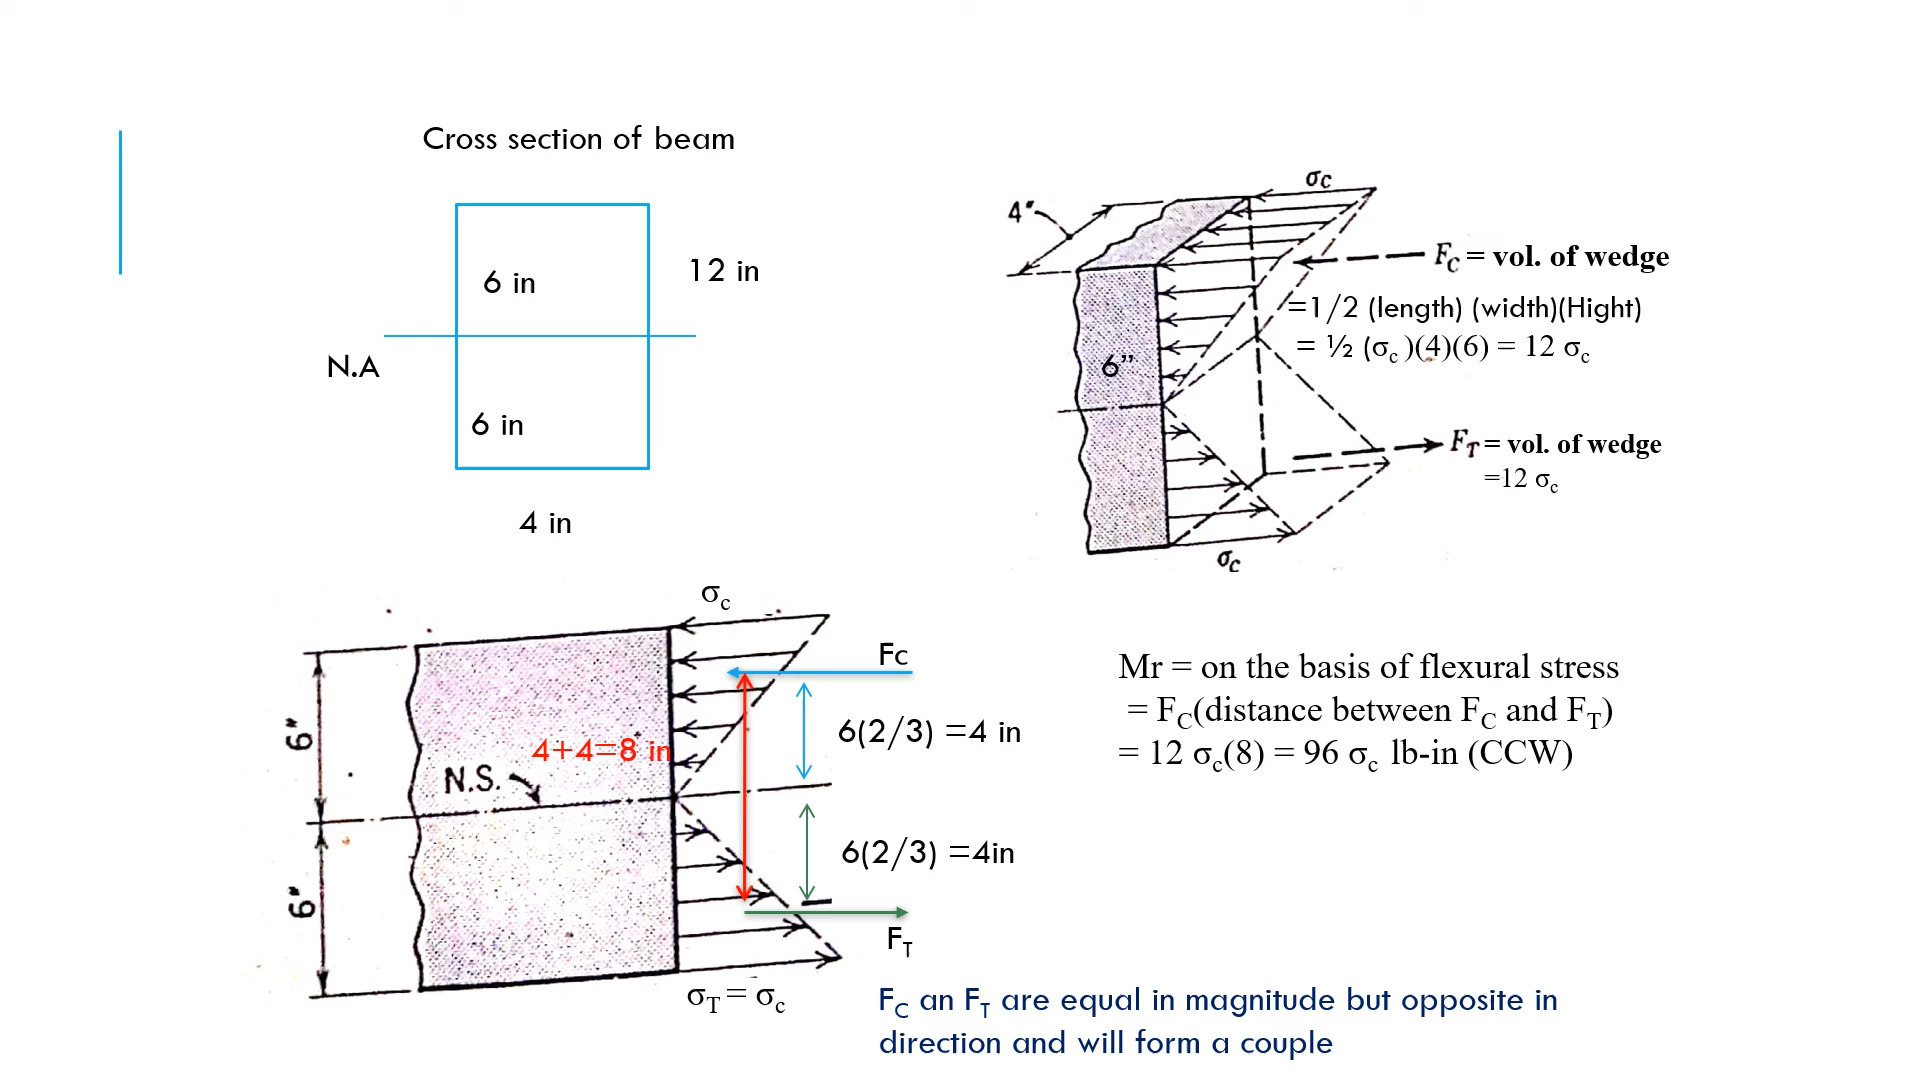 Cross section of beam
6 in
12 in
N.A
6 in
4 in
σc
4"
FC = vol. of wedge
=1/2 (length) (width)(Hight)
= ½ (σc )(4)(6) = 12 σc
6”
FT = vol. of wedge
=12 σc
σc
σc
Fc
6(2/3) =4 in
4+4=8 in
6"
N.S.
6(2/3) =4in
6"
FT
σT = σc
Mr = on the basis of flexural stress
= FC(distance between FC and FT)
= 12 σc(8) = 96 σc lb-in (CCW)
FC an FT are equal in magnitude but opposite in
direction and will form a couple